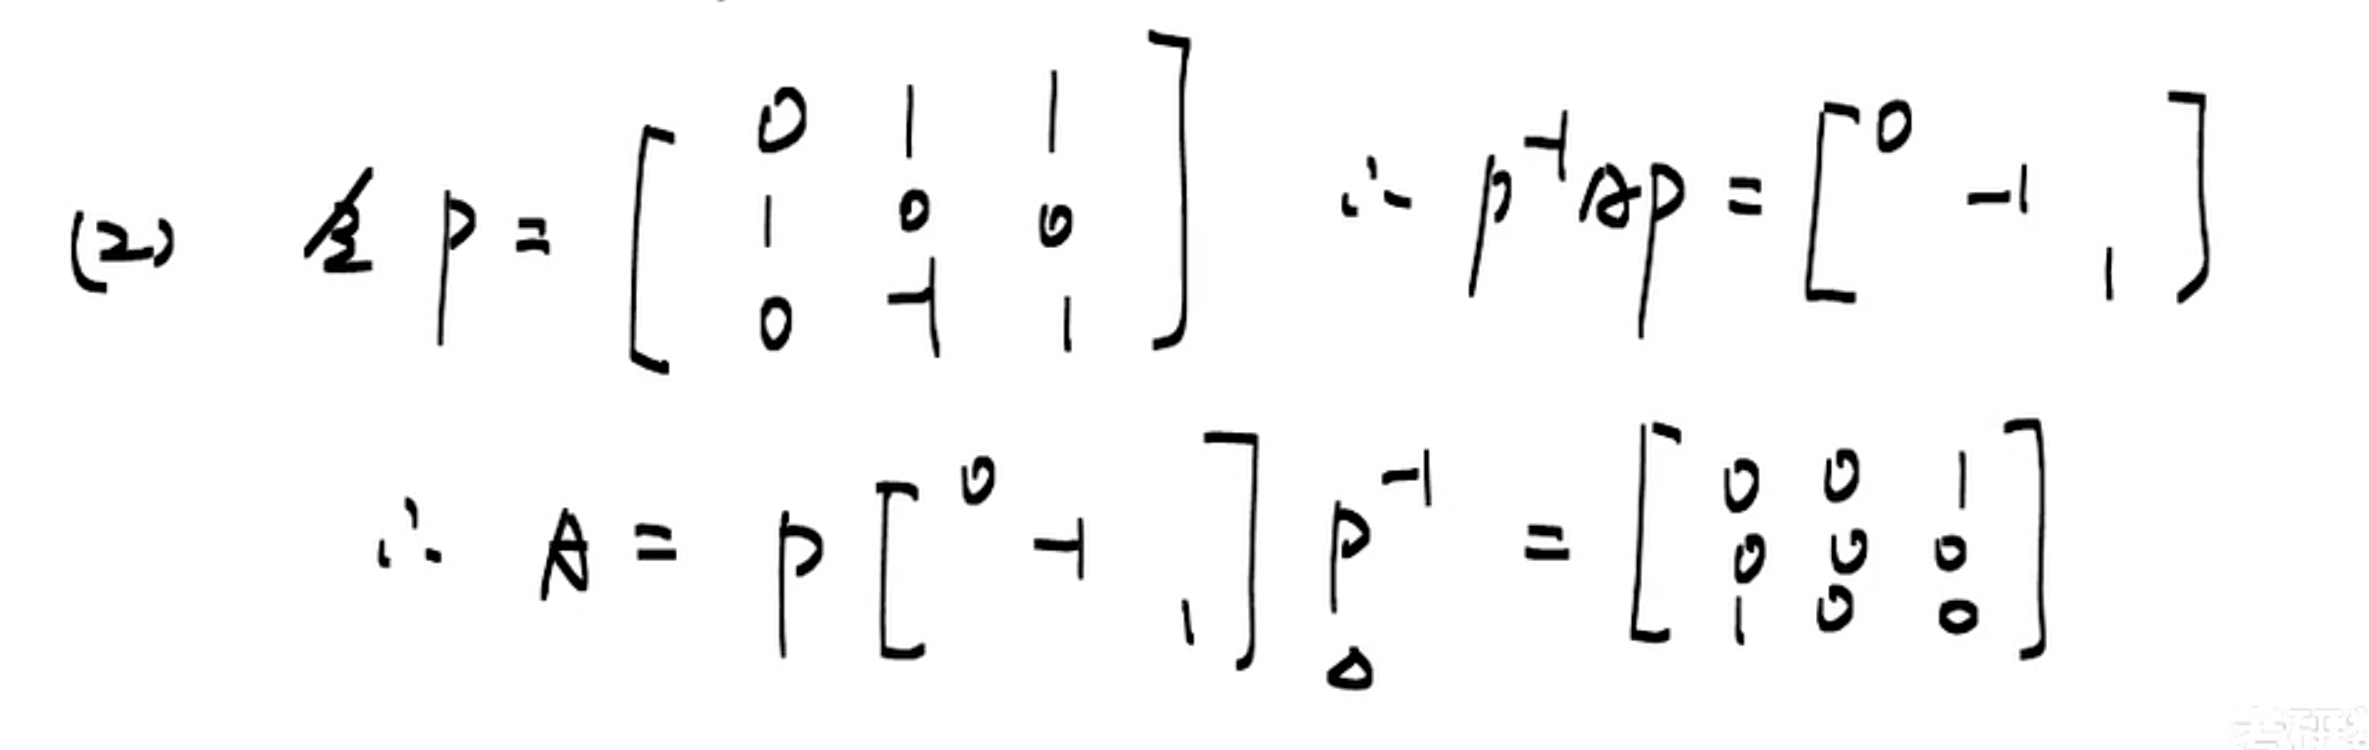 (2) 令 P = [ 0 1 1 ; 1 0 0 ; 0 -1 1 ] ∴ P⁻¹AP = [ 0 -1 1 ]
∴ A = P [ 0 -1 1 ] P⁻¹ = [ 0 0 1 ; 0 0 0 ; 1 0 0 ]